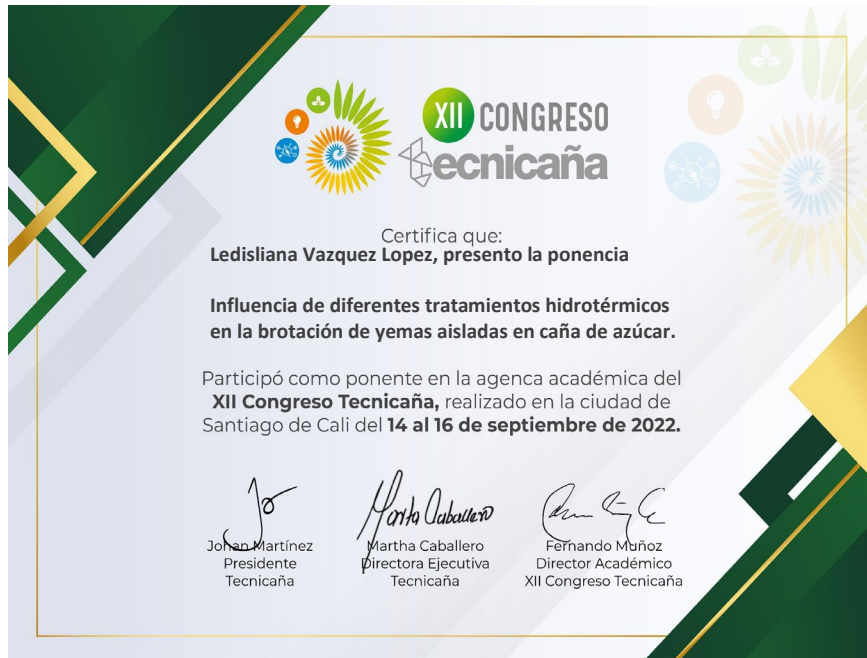 XII CONGRESO
Tecnicaña
Certifica que:
Ledisliana Vazquez Lopez, presento la ponencia
Influencia de diferentes tratamientos hidrotérmicos
en la brotación de yemas aisladas en caña de azúcar.
Participó como ponente en la agenca académica del
XII Congreso Tecnicaña, realizado en la ciudad de
Santiago de Cali del 14 al 16 de septiembre de 2022.
Marta Caballero
Johan Martínez
Presidente
Tecnicaña
Martha Caballero
Directora Ejecutiva
Tecnicaña
Fernando Muñoz
Director Académico
XII Congreso Tecnicaña